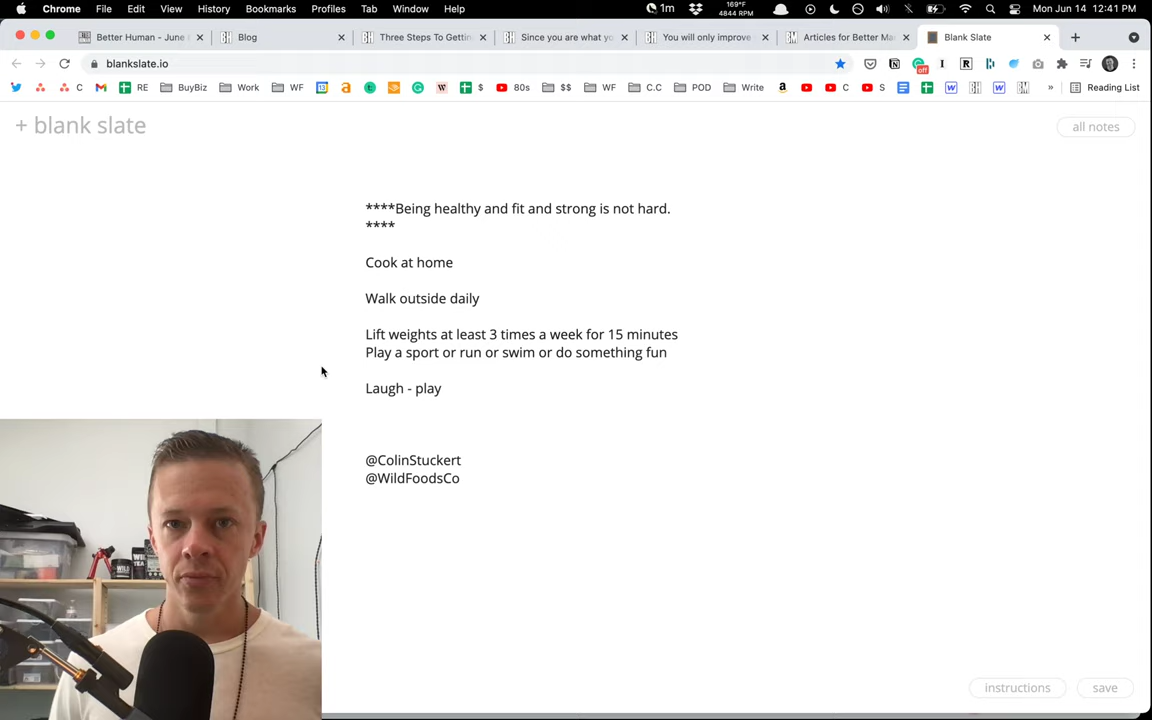 Chrome File Edit View History Bookmarks Profiles Tab Window Help 1m 169°F 4844 RPM Mon Jun 14 12:41 PM
Better Human - June Blog Three Steps To Gettin Since you are what yo You will only improve Articles for Better Ma Blank Slate
blankslate.io
C RE BuyBiz Work WF a W $ 80s $$ WF C.C POD Write a C S W W » Reading List
off
+ blank slate
all notes
****Being healthy and fit and strong is not hard.
****
Cook at home
Walk outside daily
Lift weights at least 3 times a week for 15 minutes
Play a sport or run or swim or do something fun
Laugh - play
@ColinStuckert
@WildFoodsCo
instructions save